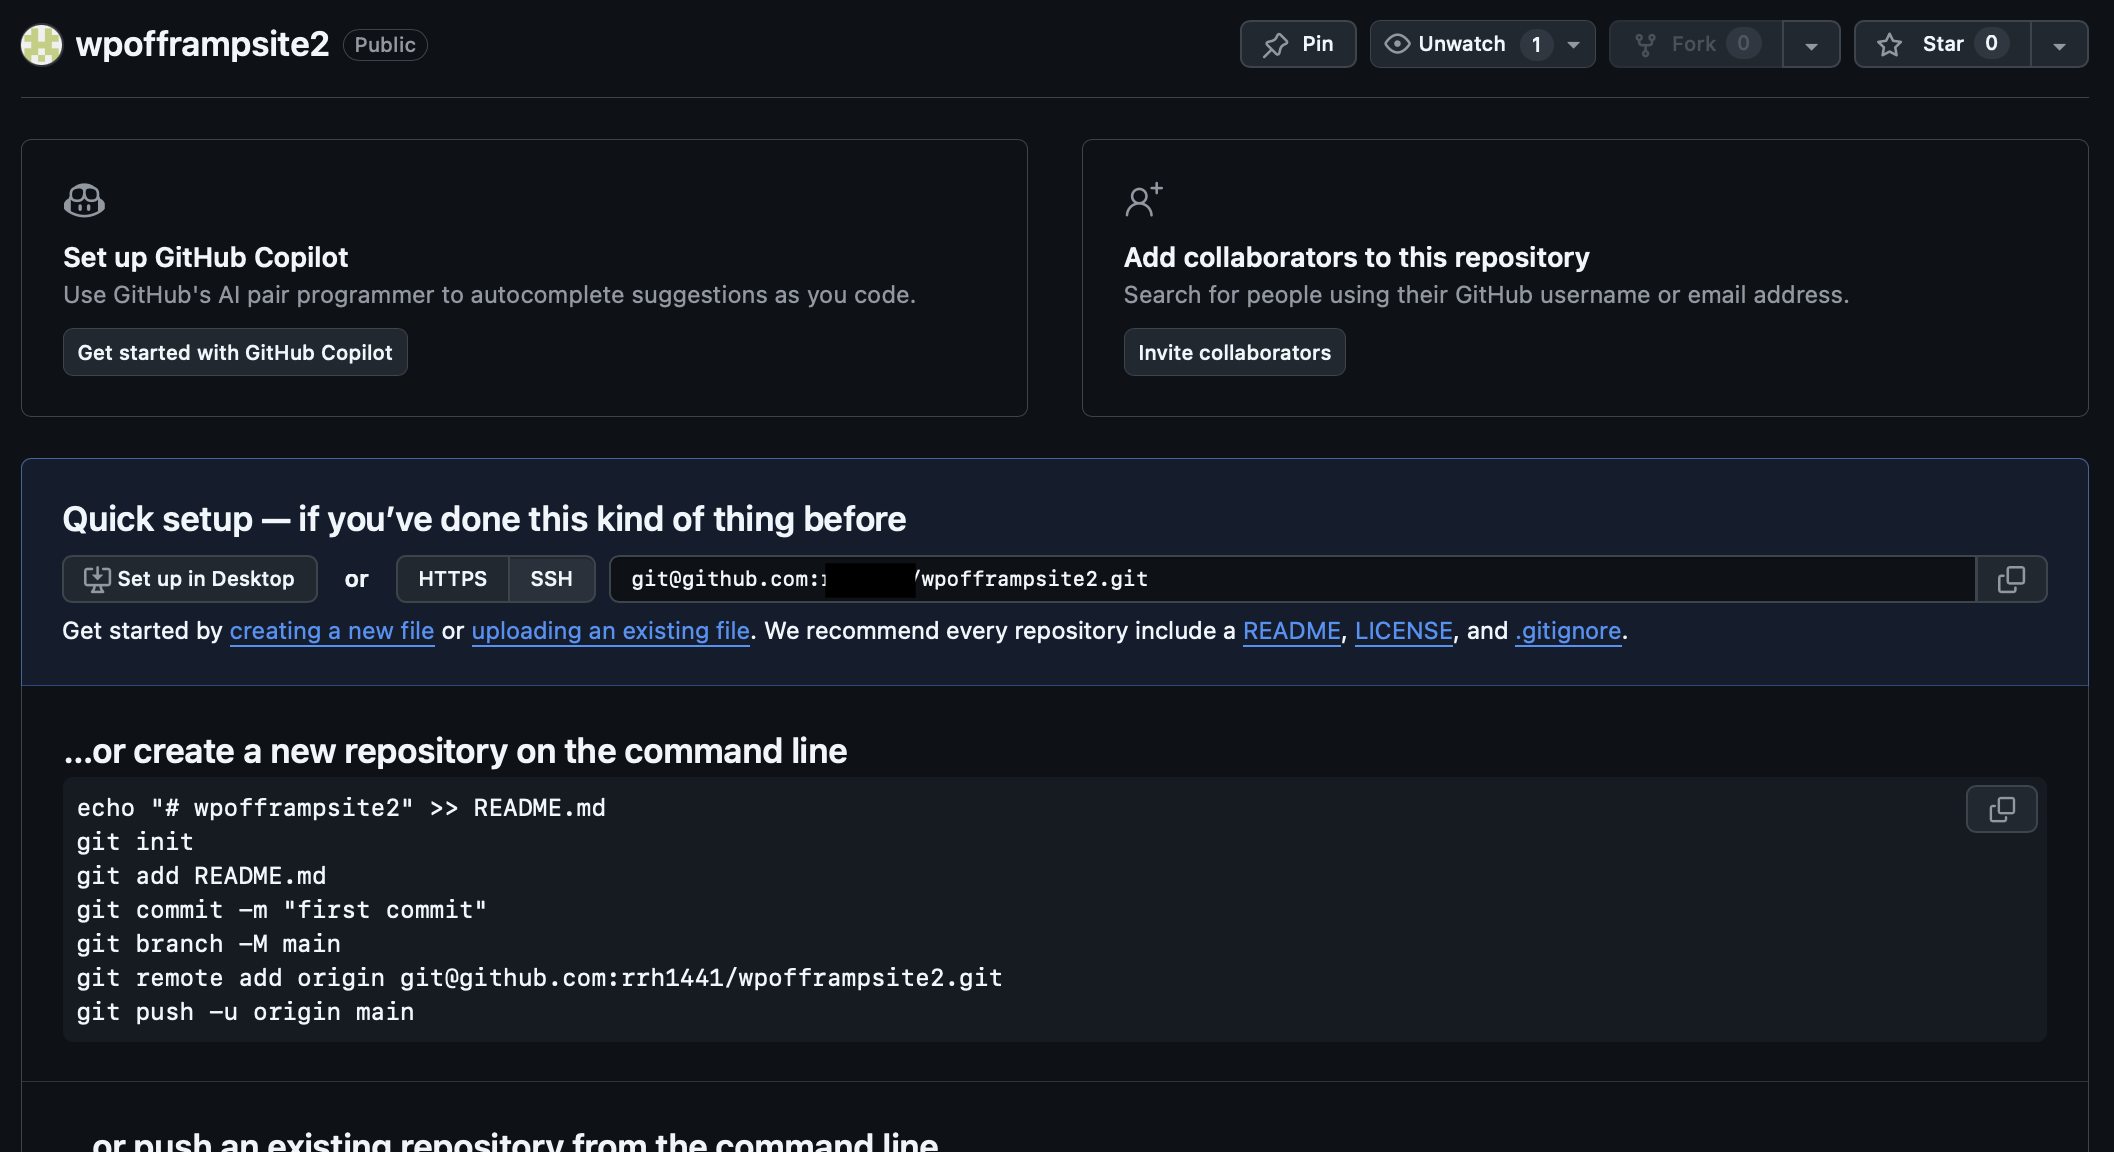 wpofframpsite2 Public Pin Unwatch 1 Fork 0 Star 0
Set up GitHub Copilot
Use GitHub's AI pair programmer to autocomplete suggestions as you code.
Get started with GitHub Copilot
Add collaborators to this repository
Search for people using their GitHub username or email address.
Invite collaborators
Quick setup — if you’ve done this kind of thing before
Set up in Desktop or HTTPS SSH git@github.com: /wpofframpsite2.git
Get started by creating a new file or uploading an existing file. We recommend every repository include a README, LICENSE, and .gitignore.
…or create a new repository on the command line
echo "# wpofframpsite2" >> README.md
git init
git add README.md
git commit -m "first commit"
git branch -M main
git remote add origin git@github.com:rrh1441/wpofframpsite2.git
git push -u origin main
or push an existing repository from the command line